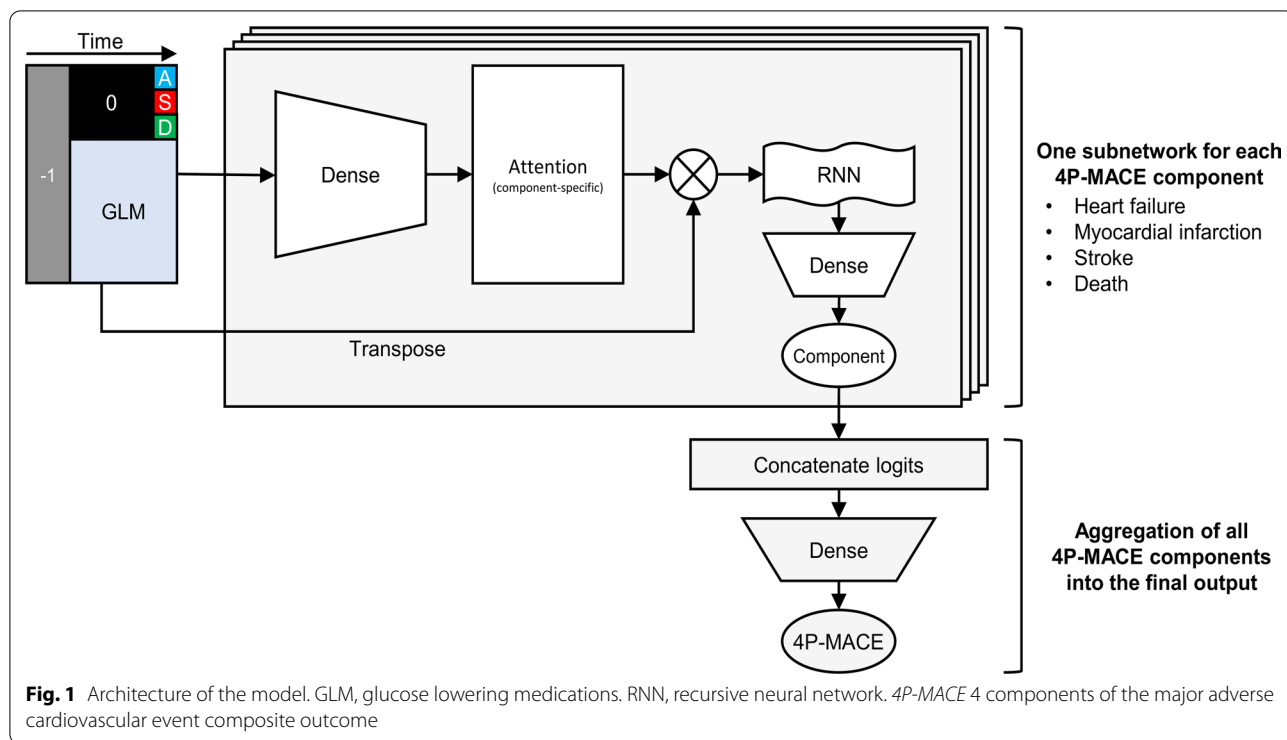 Time
A
0
S
D
-1
GLM
Dense
Attention
(component-specific)
RNN
Dense
Component
Transpose
One subnetwork for each
4P-MACE component
• Heart failure
• Myocardial infarction
• Stroke
• Death
Concatenate logits
Dense
4P-MACE
Aggregation of all
4P-MACE components
into the final output
Fig. 1 Architecture of the model. GLM, glucose lowering medications. RNN, recursive neural network. 4P-MACE 4 components of the major adverse
cardiovascular event composite outcome